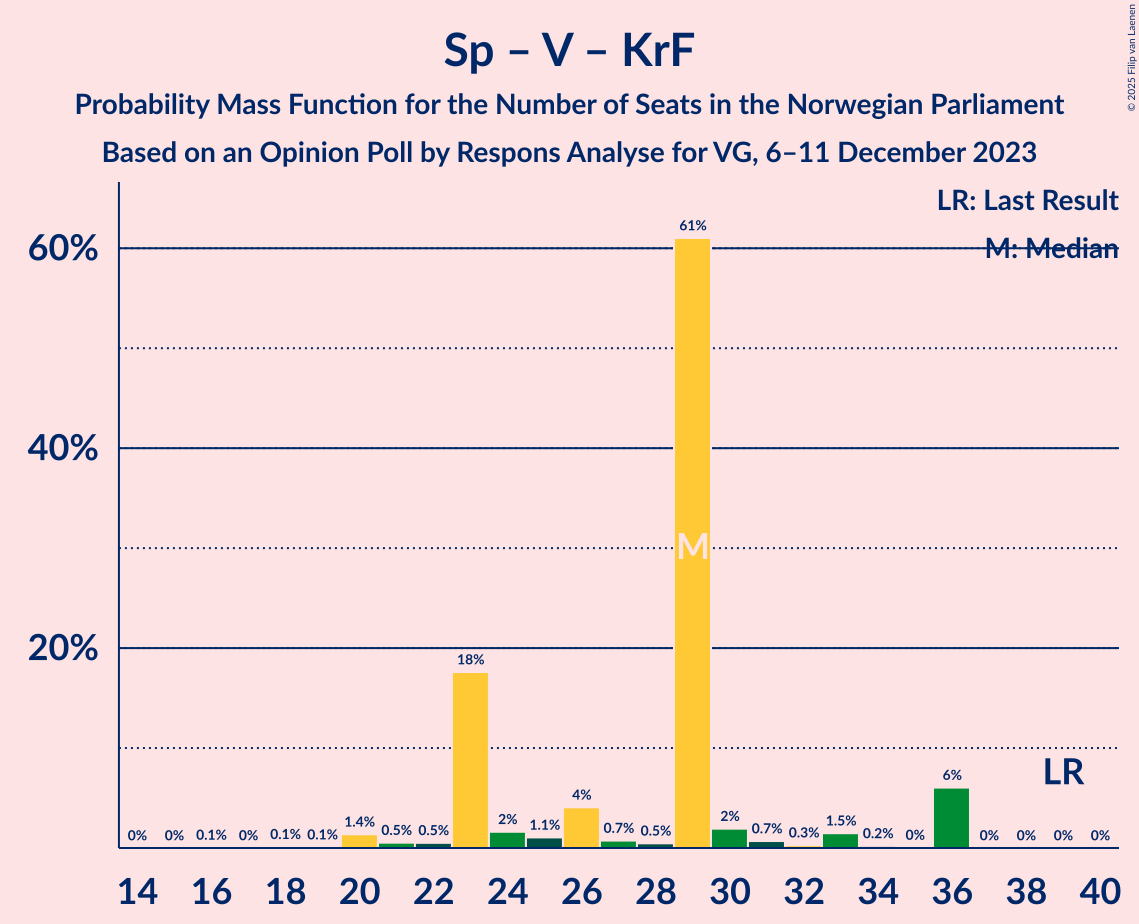 Sp – V – KrF
Probability Mass Function for the Number of Seats in the Norwegian Parliament
Based on an Opinion Poll by Respons Analyse for VG, 6–11 December 2023
© 2025 Filip van Laenen
LR: Last Result
M: Median
60%
40%
20%
0% 0% 0.1% 0% 0.1% 0.1% 1.4% 0.5% 0.5% 18% 2% 1.1% 4% 0.7% 0.5% 61% 2% 0.7% 0.3% 1.5% 0.2% 0% 6% 0% 0% 0% 0%
M
LR
14 16 18 20 22 24 26 28 30 32 34 36 38 40